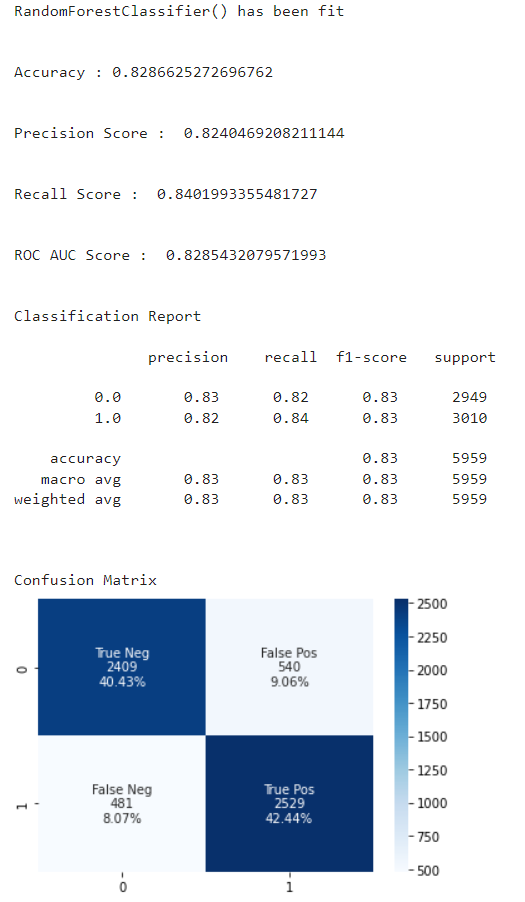 RandomForestClassifier() has been fit
Accuracy : 0.8286625272696762
Precision Score :  0.8240469208211144
Recall Score :  0.8401993355481727
ROC AUC Score :  0.8285432079571993
Classification Report
precision    recall  f1-score   support
0.0       0.83      0.82      0.83      2949
1.0       0.82      0.84      0.83      3010
accuracy                           0.83      5959
macro avg       0.83      0.83      0.83      5959
weighted avg       0.83      0.83      0.83      5959
Confusion Matrix
0
True Neg
2409
40.43%
False Pos
540
9.06%
1
False Neg
481
8.07%
True Pos
2529
42.44%
0
1
2500
2250
2000
1750
1500
1250
1000
750
500